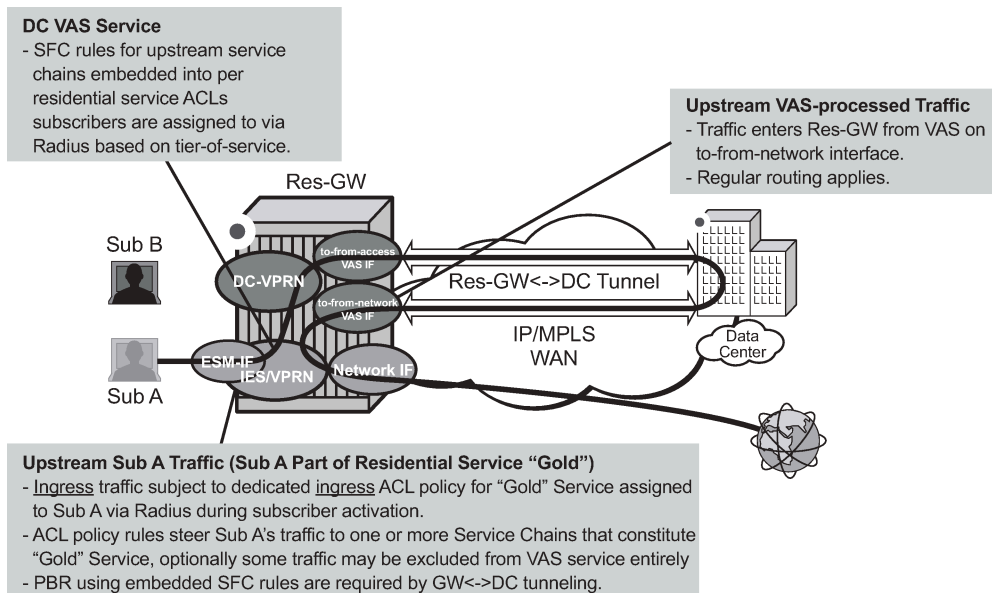 DC VAS Service
- SFC rules for upstream service
chains embedded into per
residential service ACLs
subscribers are assigned to via
Radius based on tier-of-service.
Upstream VAS-processed Traffic
- Traffic enters Res-GW from VAS on
to-from-network interface.
- Regular routing applies.
Res-GW
Sub B
to-from-access
VAS IF
DC-VPRN
Res-GW<->DC Tunnel
to-from-network
VAS IF
IP/MPLS
WAN
Data
Center
ESM-IF
IES/VPRN
Network IF
Sub A
Upstream Sub A Traffic (Sub A Part of Residential Service “Gold”)
- Ingress traffic subject to dedicated ingress ACL policy for “Gold” Service assigned
to Sub A via Radius during subscriber activation.
- ACL policy rules steer Sub A’s traffic to one or more Service Chains that constitute
“Gold” Service, optionally some traffic may be excluded from VAS service entirely
- PBR using embedded SFC rules are required by GW<->DC tunneling.